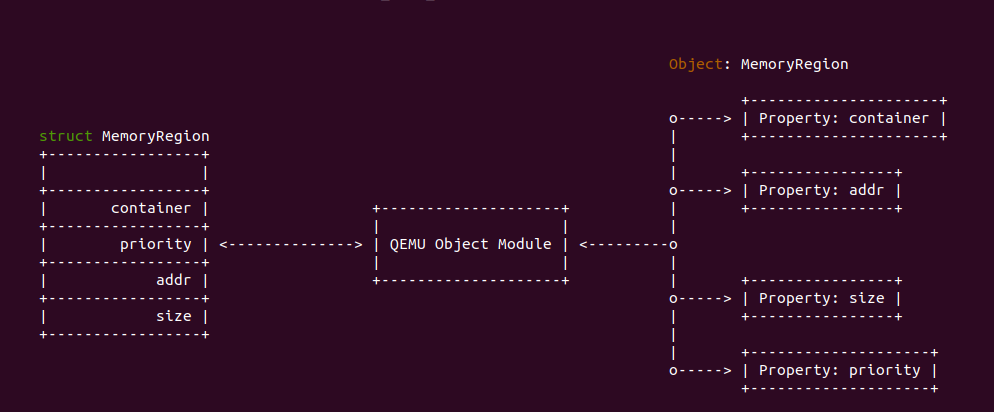 Object: MemoryRegion
+---------------------+
o-----> | Property: container |
struct MemoryRegion | +---------------------+
+-----------------+ |
| | | +----------------+
+-----------------+ o-----> | Property: addr |
| container | +--------------------+ | +----------------+
+-----------------+ | | |
| priority | <--------------> | QEMU Object Module | <---------o
+-----------------+ | | |
| addr | +--------------------+ | +----------------+
+-----------------+ o-----> | Property: size |
| size | | +----------------+
+-----------------+ |
| +--------------------+
o-----> | Property: priority |
+--------------------+